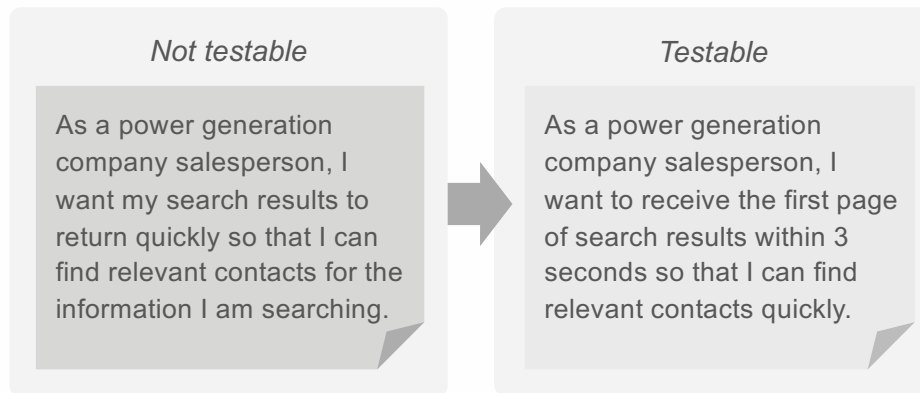 Not testable
As a power generation
company salesperson, I
want my search results to
return quickly so that I can
find relevant contacts for the
information I am searching.
Testable
As a power generation
company salesperson, I
want to receive the first page
of search results within 3
seconds so that I can find
relevant contacts quickly.